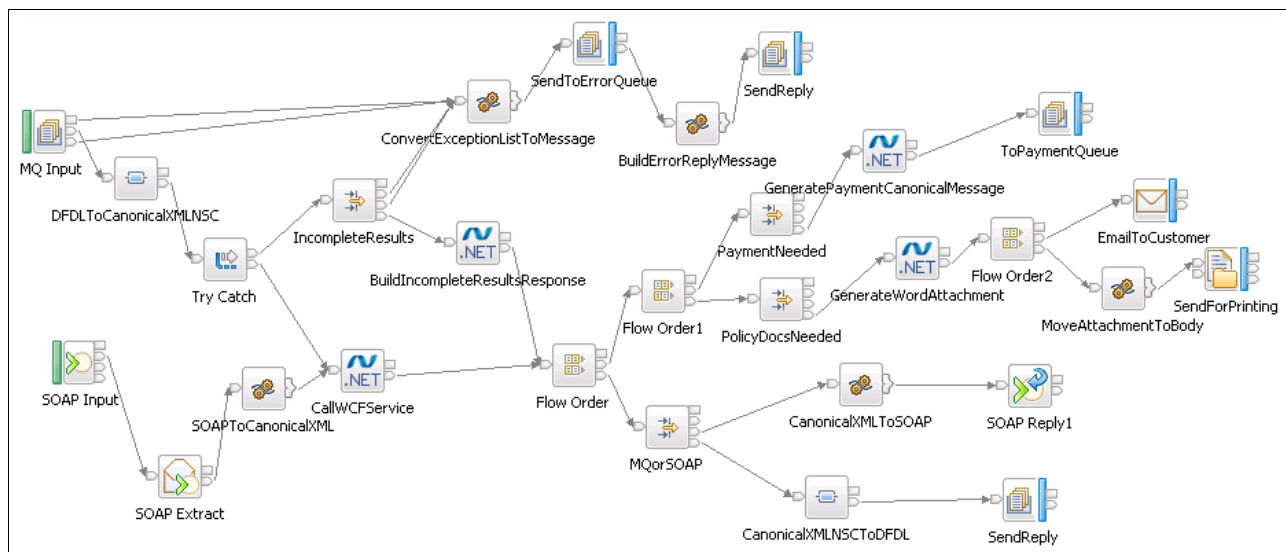 SendToErrorQueue
SendReply
ConvertExceptionListToMessage
MQ Input
BuildErrorReplyMessage
.NET
ToPaymentQueue
GeneratePaymentCanonicalMessage
DFDLToCanonicalXMLNSC
IncompleteResults
.NET
PaymentNeeded
EmailToCustomer
BuildIncompleteResultsResponse
.NET
Flow Order2
Try Catch
GenerateWordAttachment
Flow Order1
PolicyDocsNeeded
SendForPrinting
MoveAttachmentToBody
SOAP Input
.NET
CallWCFService
Flow Order
SOAPToCanonicalXML
CanonicalXMLToSOAP
SOAP Reply1
MQorSOAP
SOAP Extract
CanonicalXMLNSCToDFDL
SendReply